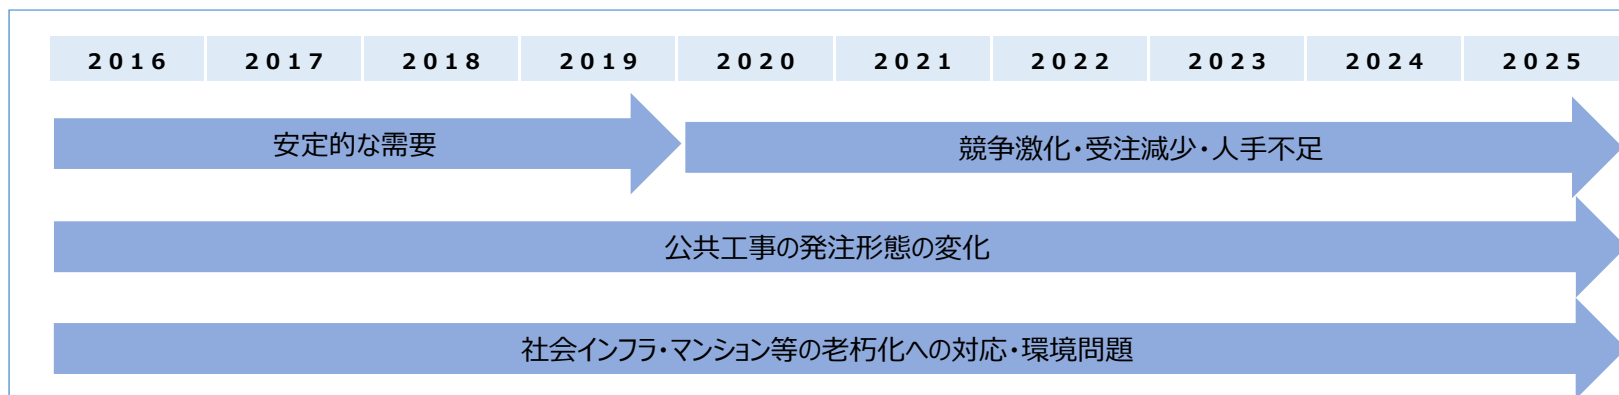 2016 2017 2018 2019 2020 2021 2022 2023 2024 2025
安定的な需要 競争激化・受注減少・人手不足
公共工事の発注形態の変化
社会インフラ・マンション等の老朽化への対応・環境問題